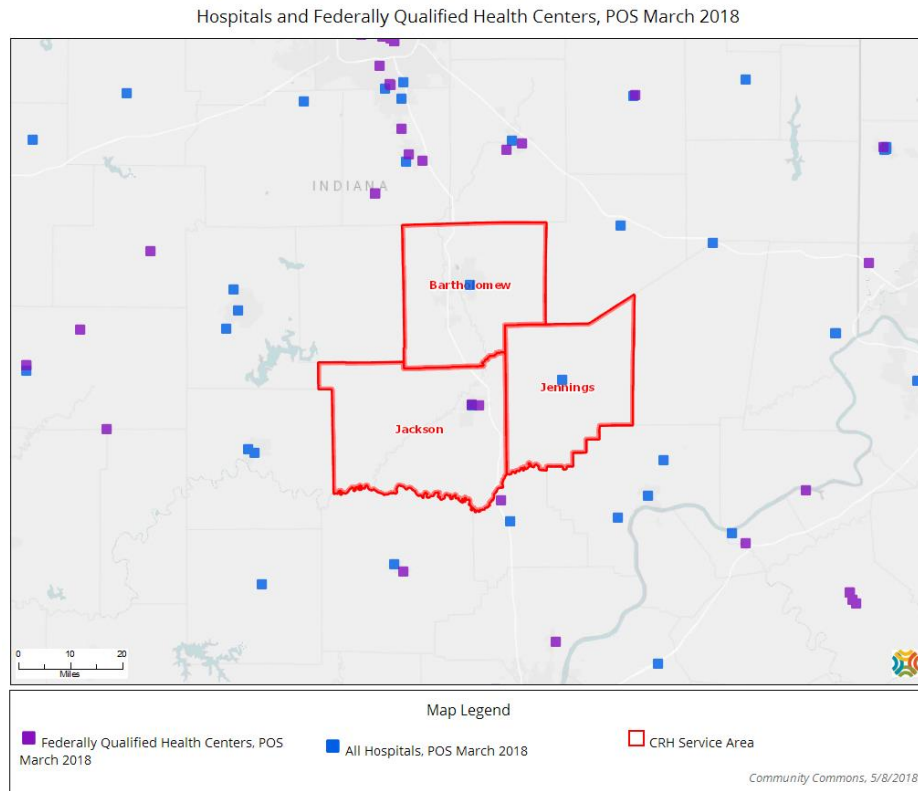 Hospitals and Federally Qualified Health Centers, POS March 2018
INDIANA
Bartholomew
Jennings
Jackson
0 10 20
Miles
Map Legend
Federally Qualified Health Centers, POS
March 2018
All Hospitals, POS March 2018
CRH Service Area
Community Commons, 5/8/2018